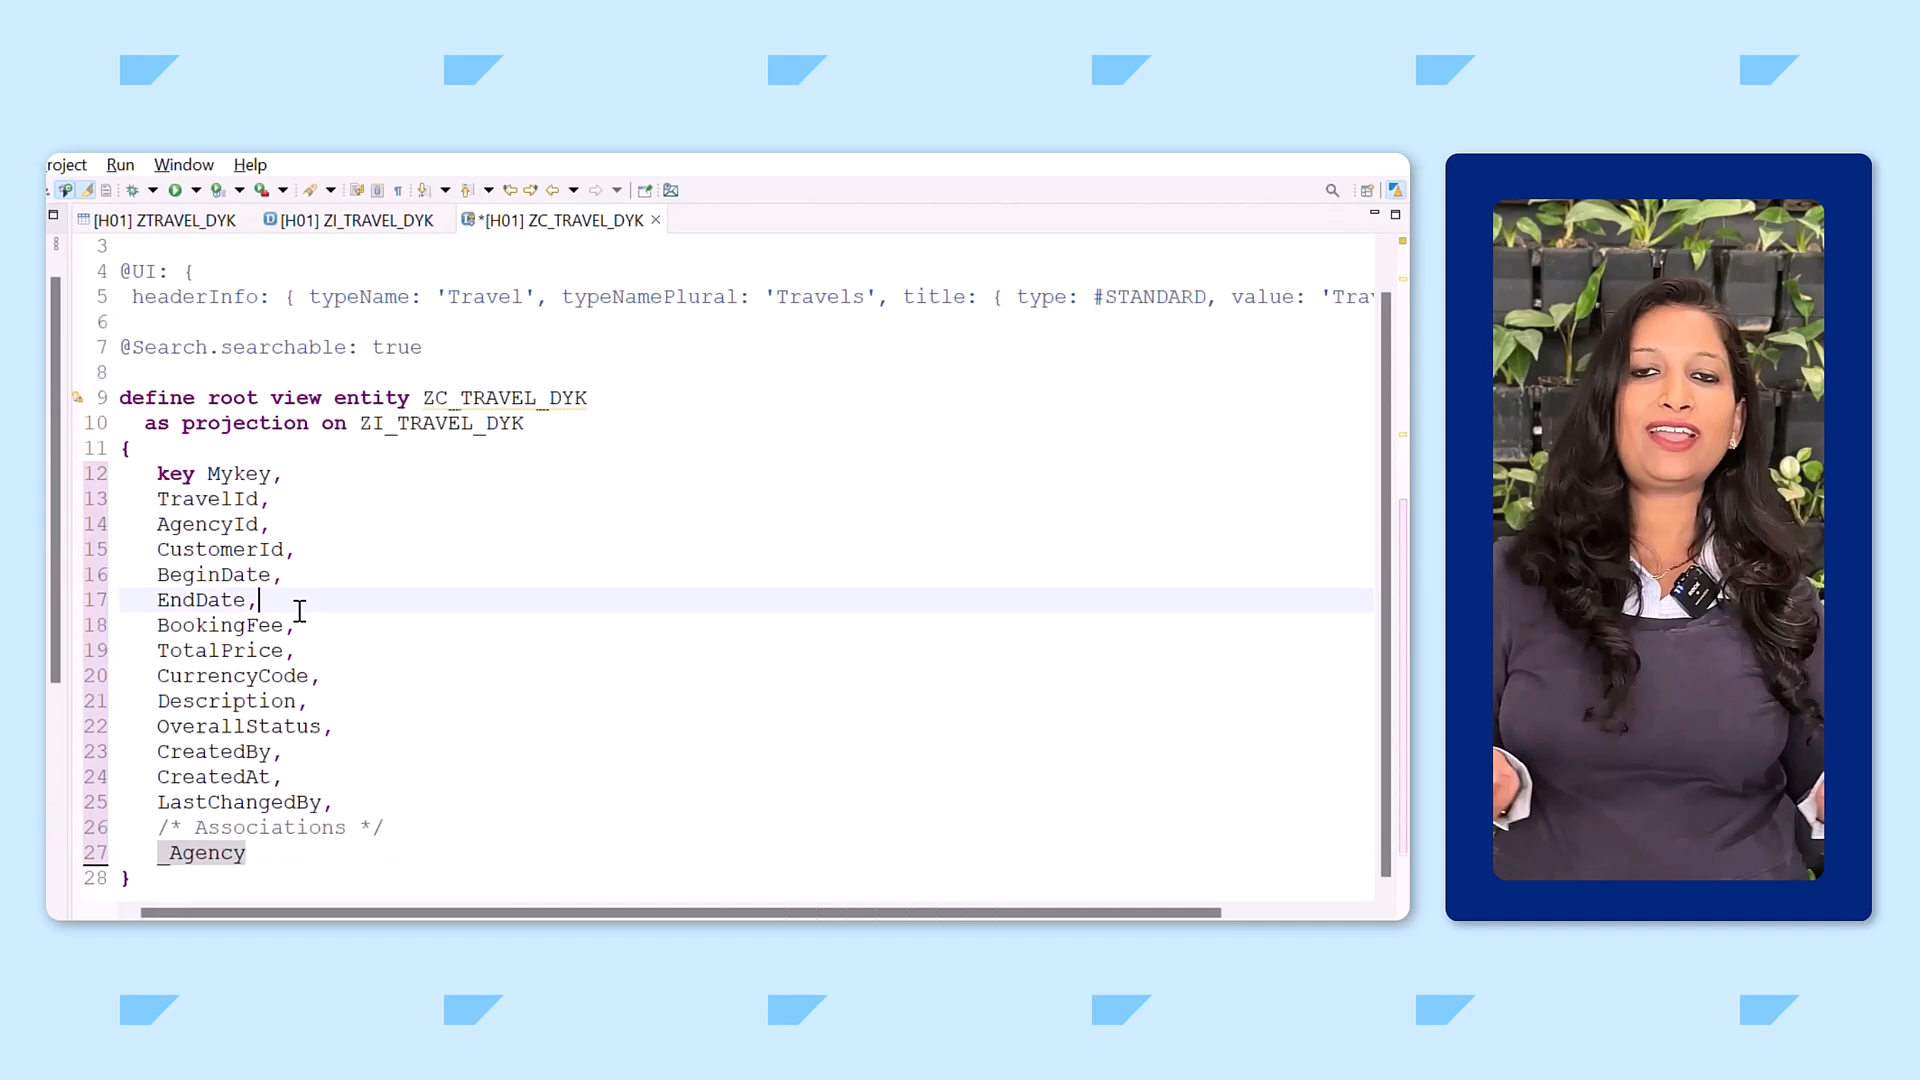 roject Run Window Help
[H01] ZTRAVEL_DYK [H01] ZI_TRAVEL_DYK *[H01] ZC_TRAVEL_DYK
3
4 @UI: {
5 headerInfo: { typeName: 'Travel', typeNamePlural: 'Travels', title: { type: #STANDARD, value: 'Tra
6
7 @Search.searchable: true
8
9 define root view entity ZC_TRAVEL_DYK
10 as projection on ZI_TRAVEL_DYK
11 {
12 key Mykey,
13 TravelId,
14 AgencyId,
15 CustomerId,
16 BeginDate,
17 EndDate,
18 BookingFee,
19 TotalPrice,
20 CurrencyCode,
21 Description,
22 OverallStatus,
23 CreatedBy,
24 CreatedAt,
25 LastChangedBy,
26 /* Associations */
27 _Agency
28 }